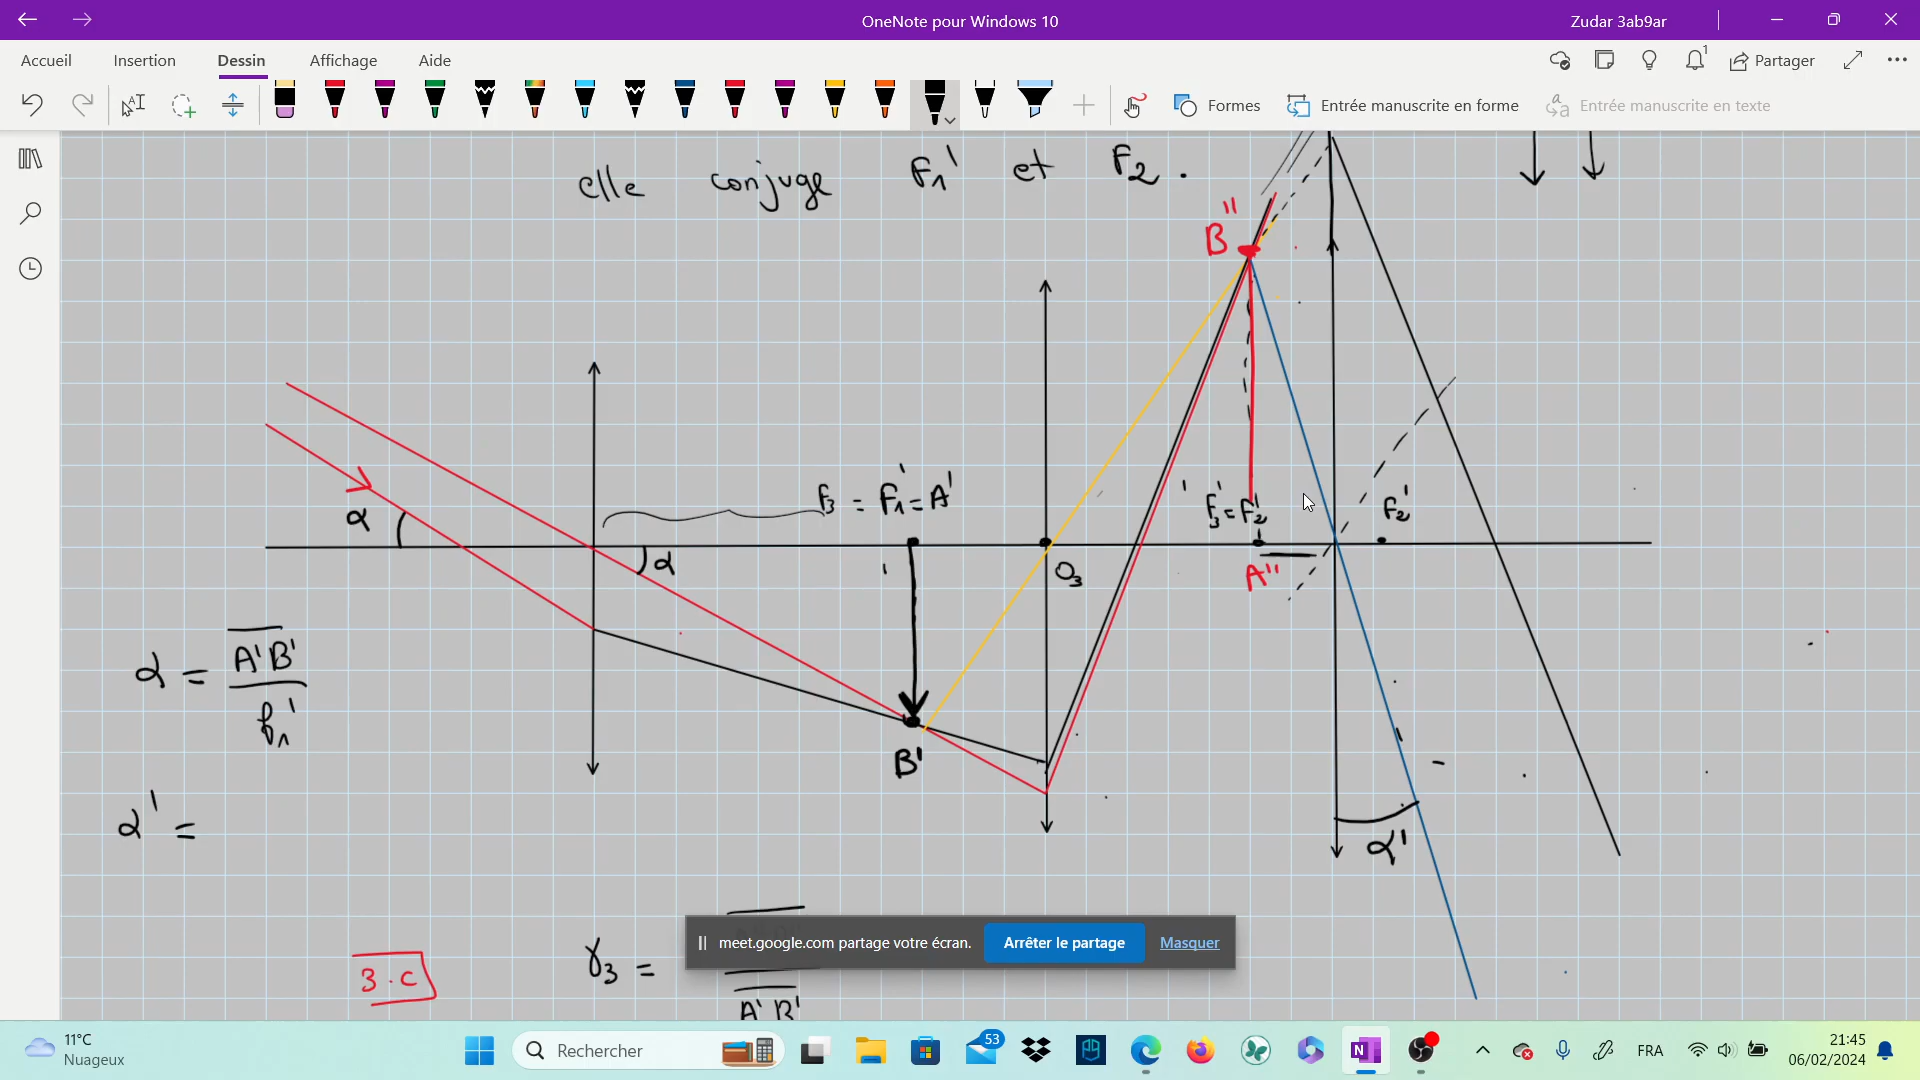 OneNote pour Windows 10
Zudar 3ab9ar
Accueil
Insertion
Dessin
Affichage
Aide
1
Partager
Formes
Entrée manuscrite en forme
Entrée manuscrite en texte
elle conjuge F₁' et F₂.
B''
α
F₃ = F₁' = A'
F₃' = F₂
F₂'
α
O₃
A''
α = A'B' / f₁'
B'
α' =
α'
3.c
γ₃ =
A'B'
meet.google.com partage votre écran.
Arrêter le partage
Masquer
11°C
Nuageux
Rechercher
53
FRA
21:45
06/02/2024